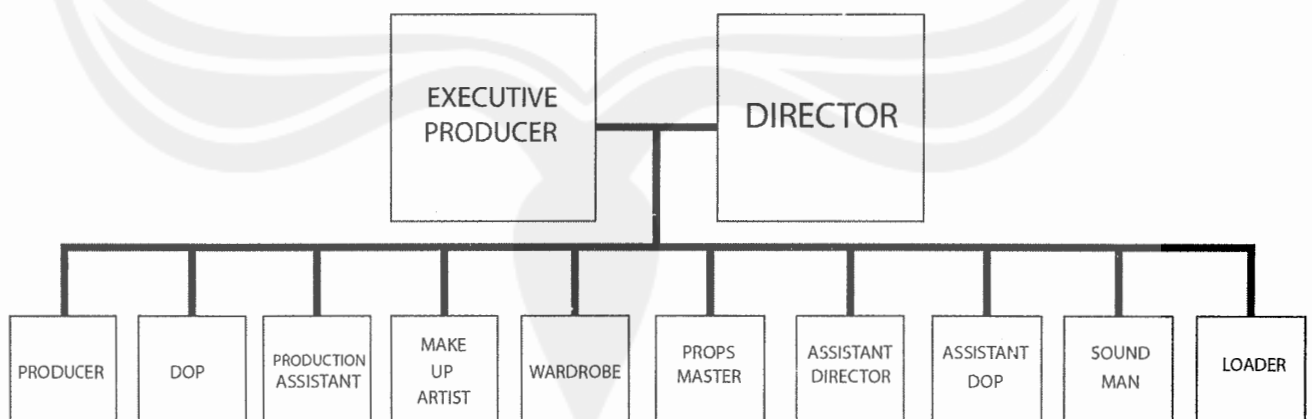 EXECUTIVE
PRODUCER
DIRECTOR
PRODUCER
DOP
PRODUCTION
ASSISTANT
MAKE
UP
ARTIST
WARDROBE
PROPS
MASTER
ASSISTANT
DIRECTOR
ASSISTANT
DOP
SOUND
MAN
LOADER